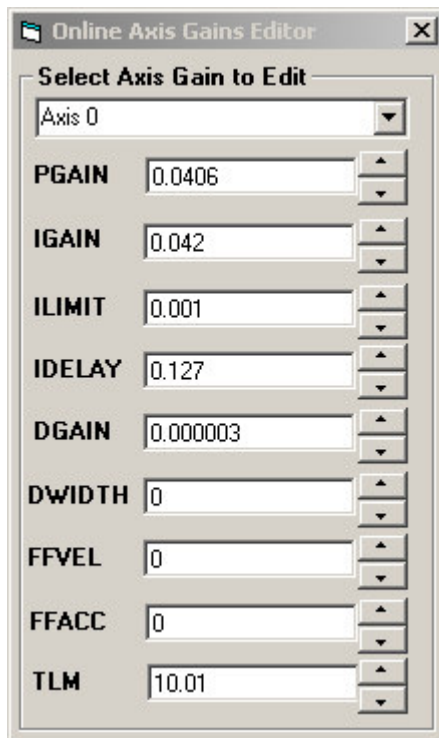 Online Axis Gains Editor
Select Axis Gain to Edit
Axis 0
PGAIN 0.0406
IGAIN 0.042
ILIMIT 0.001
IDELAY 0.127
DGAIN 0.000003
DWIDTH 0
FFVEL 0
FFACC 0
TLM 10.01